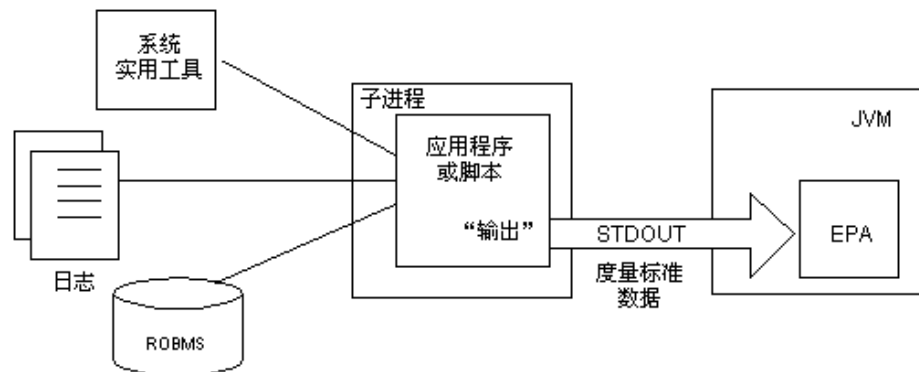 系统
实用工具
子进程
应用程序
或脚本
“输出”
日志
ROBMS
STDOUT
度量标准
数据
JVM
EPA